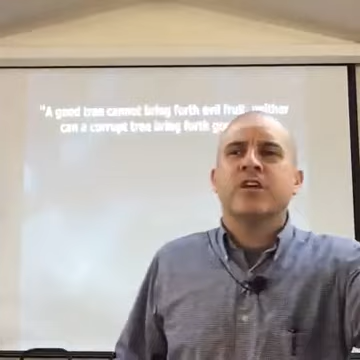 "A good tree cannot bring forth evil fruit, neither
can a corrupt tree bring forth